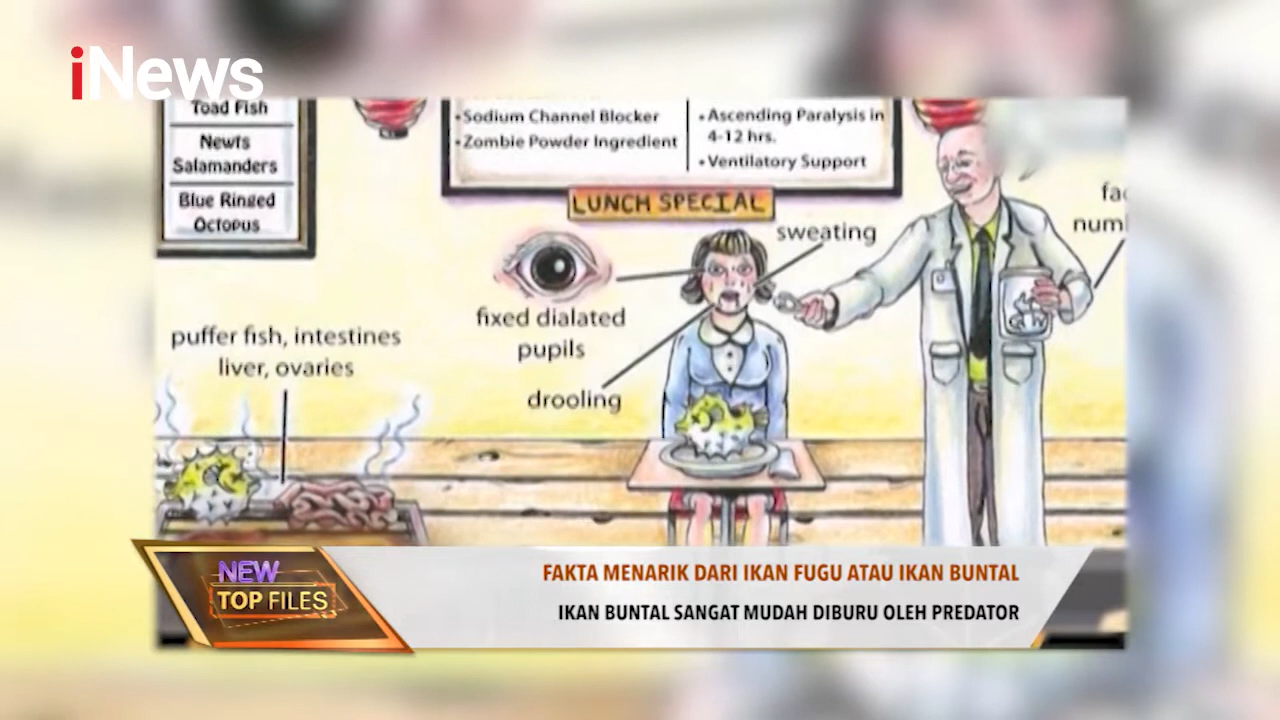 iNews
Toad Fish
Newts
Salamanders
Blue Ringed
Octopus
•Sodium Channel Blocker
•Zombie Powder Ingredient
•Ascending Paralysis in
4-12 hrs.
•Ventilatory Support
LUNCH SPECIAL
sweating
fixed dialated
pupils
drooling
puffer fish, intestines
liver, ovaries
NEW
TOP FILES
FAKTA MENARIK DARI IKAN FUGU ATAU IKAN BUNTAL
IKAN BUNTAL SANGAT MUDAH DIBURU OLEH PREDATOR